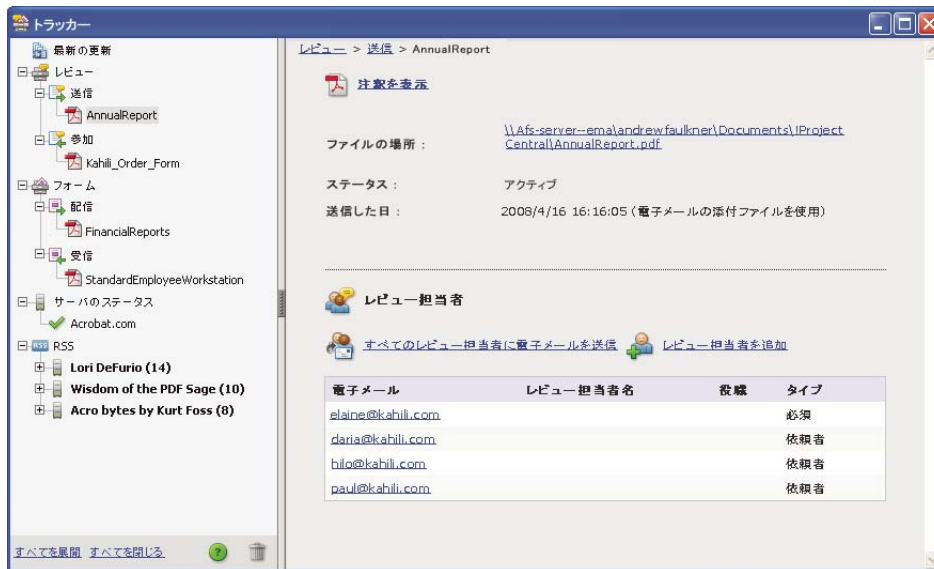 トラッカー
最新の更新
レビュー
送信
AnnualReport
参加
Kahili_Order_Form
フォーム
配信
FinancialReports
受信
StandardEmployeeWorkstation
サーバのステータス
Acrobat.com
RSS RSS
Lori DeFurio (14)
Wisdom of the PDF Sage (10)
Acro bytes by Kurt Foss (8)
すべてを展開 すべてを閉じる ?
レビュー > 送信 > AnnualReport
注釈を表示
ファイルの場所 : \\Afs-server--ema\andrewfaulkner\Documents\IProject
Central\AnnualReport.pdf
ステータス : アクティブ
送信した日 : 2008/4/16 16:16:05 (電子メールの添付ファイルを使用)
レビュー担当者
すべてのレビュー担当者に電子メールを送信 レビュー担当者を追加
電子メール レビュー担当者名 役職 タイプ
elaine@kahili.com 必須
daria@kahili.com 依頼者
hilo@kahili.com 依頼者
paul@kahili.com 依頼者